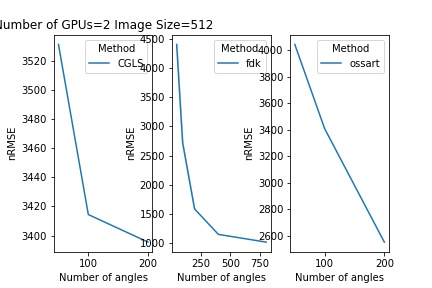 Number of GPUs=2 Image Size=512
Method
CGLS
nRMSE
3520
3500
3480
3460
3440
3420
3400
100
200
Number of angles
Method
fdk
nRMSE
4500
4000
3500
3000
2500
2000
1500
1000
250
500
750
Number of angles
Method
ossart
nRMSE
4000
3800
3600
3400
3200
3000
2800
2600
100
200
Number of angles